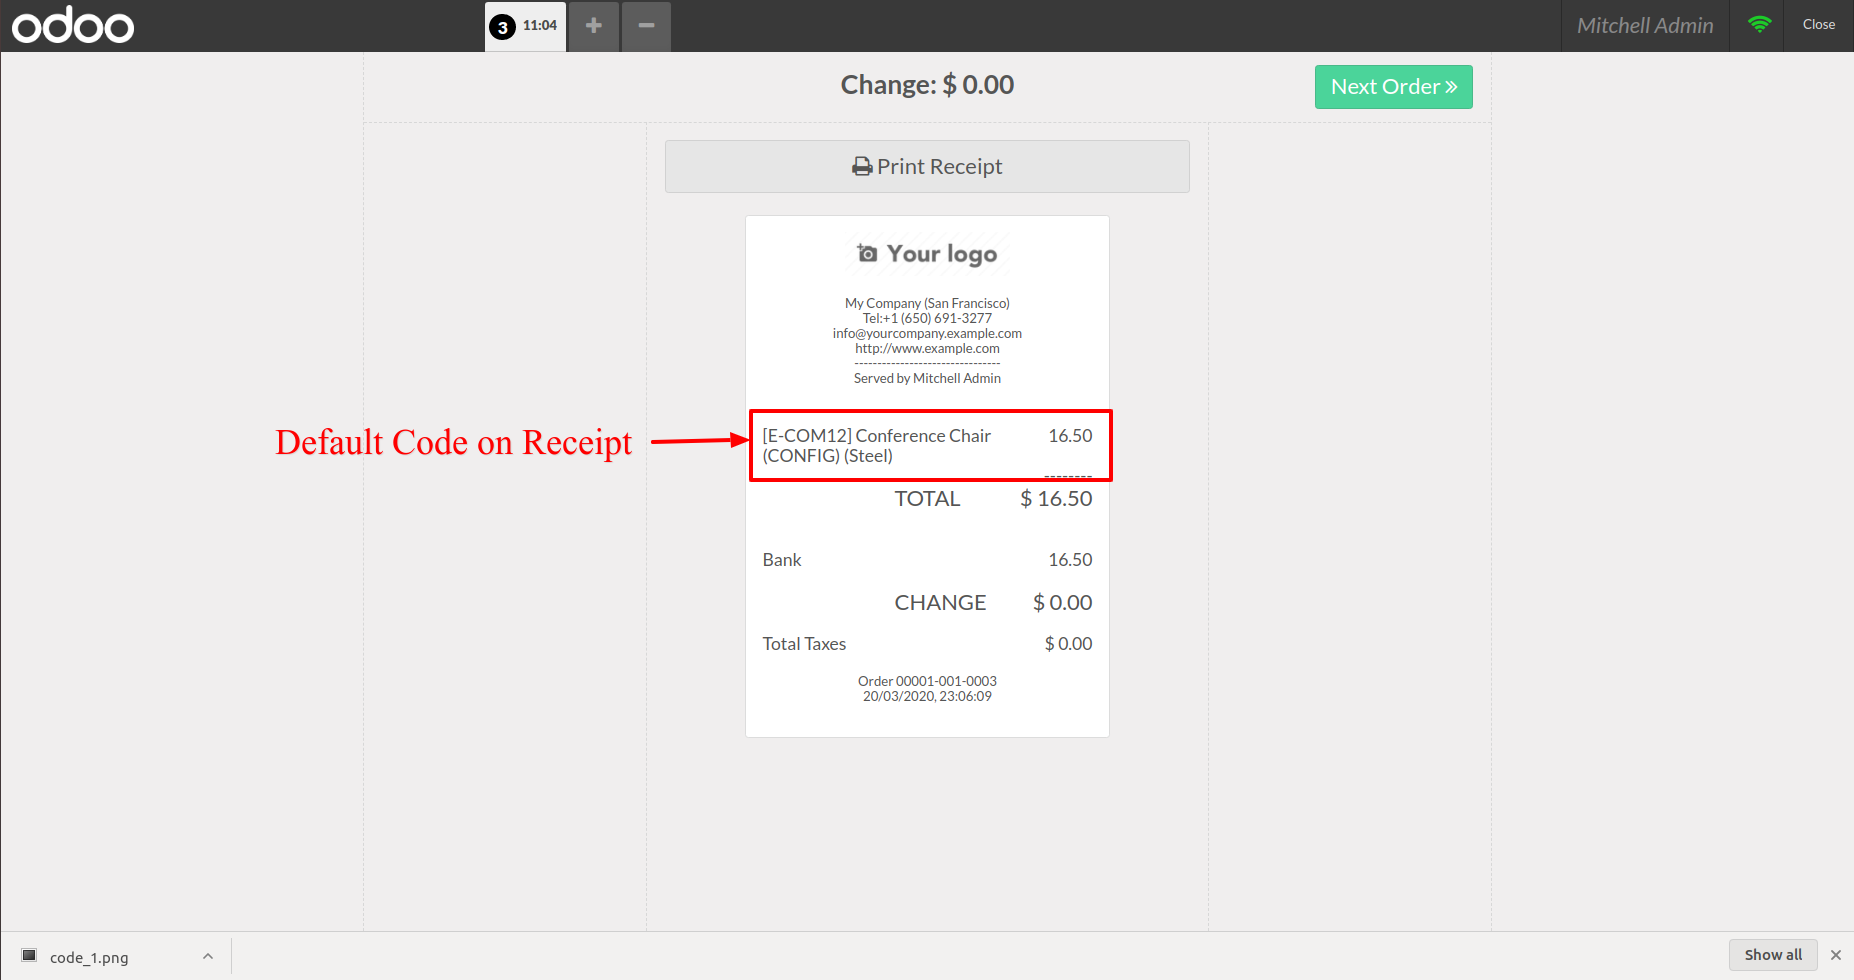 odoo
3 11:04 + −
Mitchell Admin
Close
Change: $ 0.00
Next Order »
Print Receipt
Your logo
My Company (San Francisco)
Tel:+1 (650) 691-3277
info@yourcompany.example.com
http://www.example.com
--------------------------------
Served by Mitchell Admin
Default Code on Receipt
[E-COM12] Conference Chair 16.50
(CONFIG) (Steel)
--------
TOTAL $ 16.50
Bank 16.50
CHANGE $ 0.00
Total Taxes $ 0.00
Order 00001-001-0003
20/03/2020, 23:06:09
code_1.png
Show all